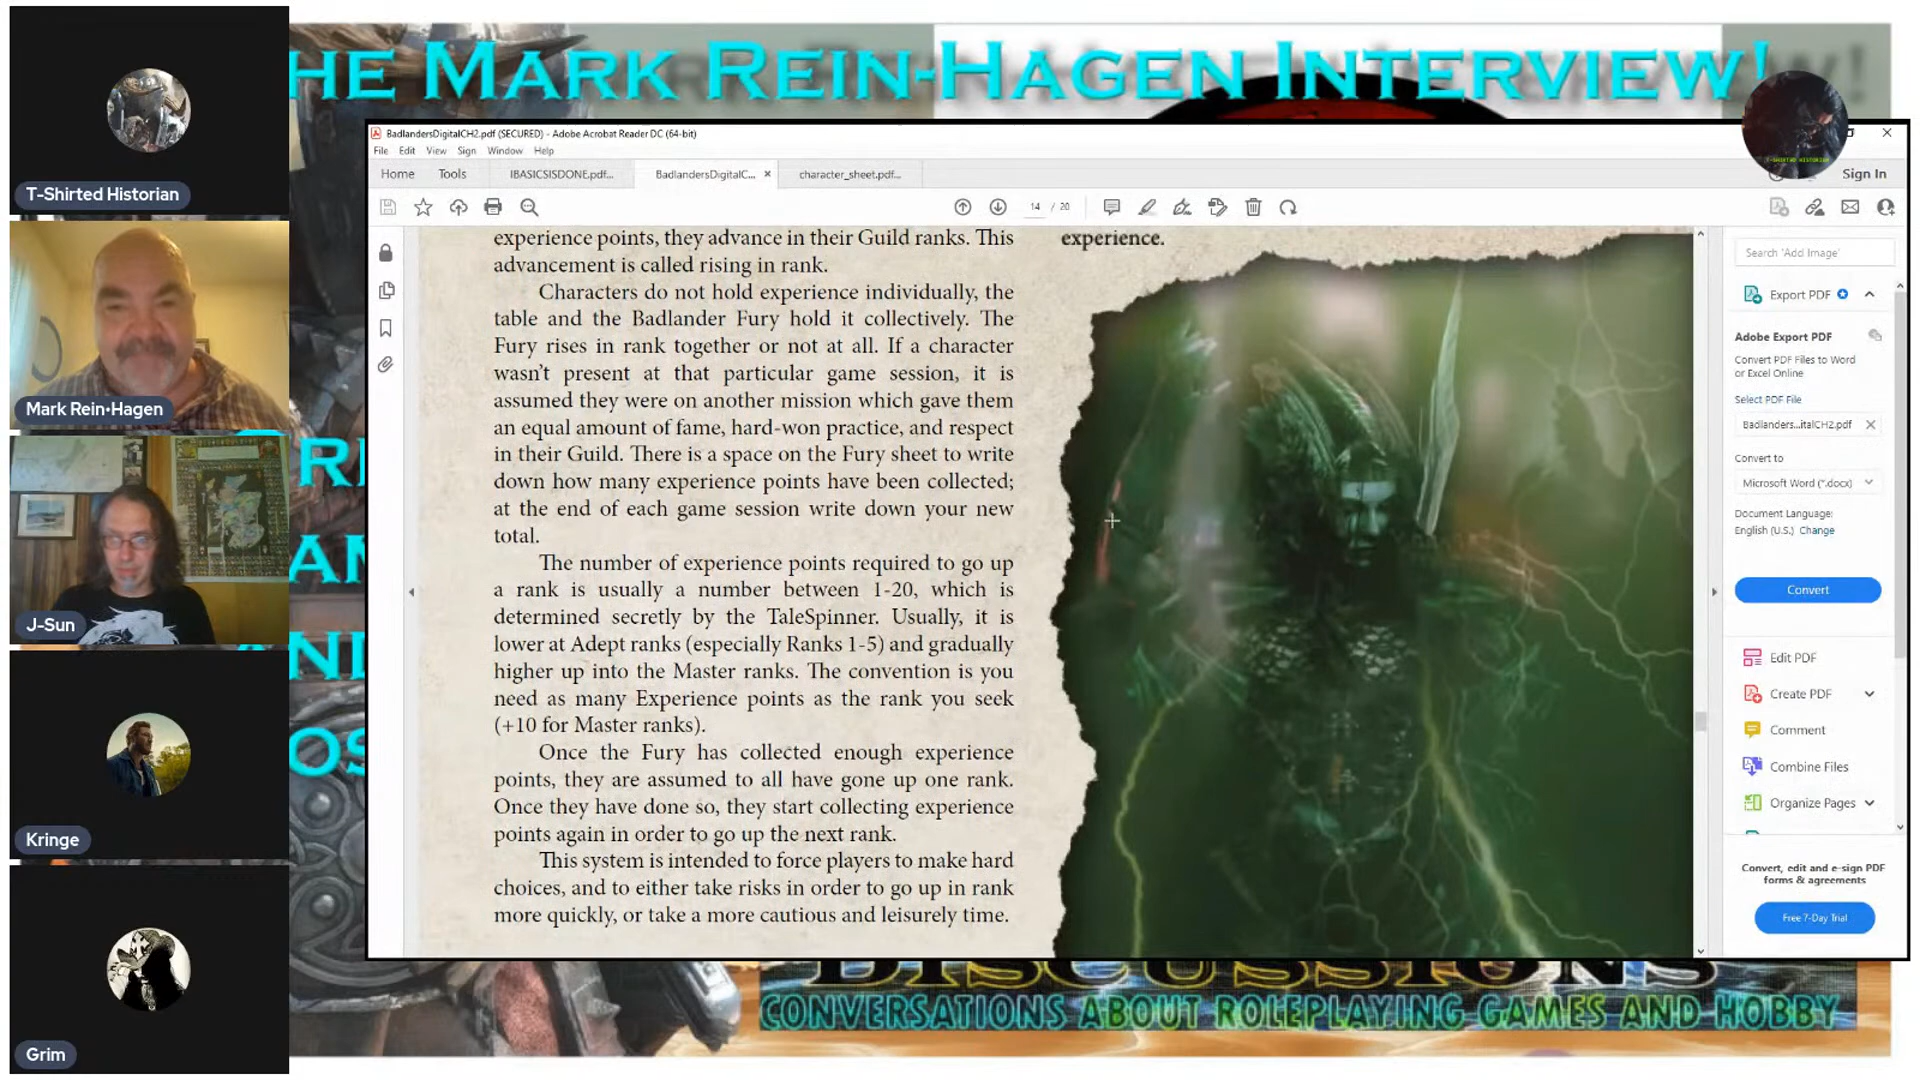 HE MARK REIN-HAGEN INTERVIEW!
T-Shirted Historian
Mark Rein•Hagen
J-Sun
Kringe
Grim
BadlandersDigitalCH2.pdf (SECURED) - Adobe Acrobat Reader DC (64-bit)
File Edit View Sign Window Help
Home Tools IBASICSISDONE.pdf... BadlandersDigitalC... × character_sheet.pdf... Sign In
14 / 20
experience points, they advance in their Guild ranks. This
advancement is called rising in rank.
Characters do not hold experience individually, the
table and the Badlander Fury hold it collectively. The
Fury rises in rank together or not at all. If a character
wasn't present at that particular game session, it is
assumed they were on another mission which gave them
an equal amount of fame, hard-won practice, and respect
in their Guild. There is a space on the Fury sheet to write
down how many experience points have been collected;
at the end of each game session write down your new
total.
The number of experience points required to go up
a rank is usually a number between 1-20, which is
determined secretly by the TaleSpinner. Usually, it is
lower at Adept ranks (especially Ranks 1-5) and gradually
higher up into the Master ranks. The convention is you
need as many Experience points as the rank you seek
(+10 for Master ranks).
Once the Fury has collected enough experience
points, they are assumed to all have gone up one rank.
Once they have done so, they start collecting experience
points again in order to go up the next rank.
This system is intended to force players to make hard
choices, and to either take risks in order to go up in rank
more quickly, or take a more cautious and leisurely time.
experience.
Search 'Add Image'
Export PDF
Adobe Export PDF
Convert PDF Files to Word
or Excel Online
Select PDF File
Badlanders...italCH2.pdf
Convert to
Microsoft Word (*.docx)
Document Language:
English (U.S.) Change
Convert
Edit PDF
Create PDF
Comment
Combine Files
Organize Pages
Convert, edit and e-sign PDF
forms & agreements
Free 7-Day Trial
DISCUSSIONS
CONVERSATIONS ABOUT ROLEPLAYING GAMES AND HOBBY